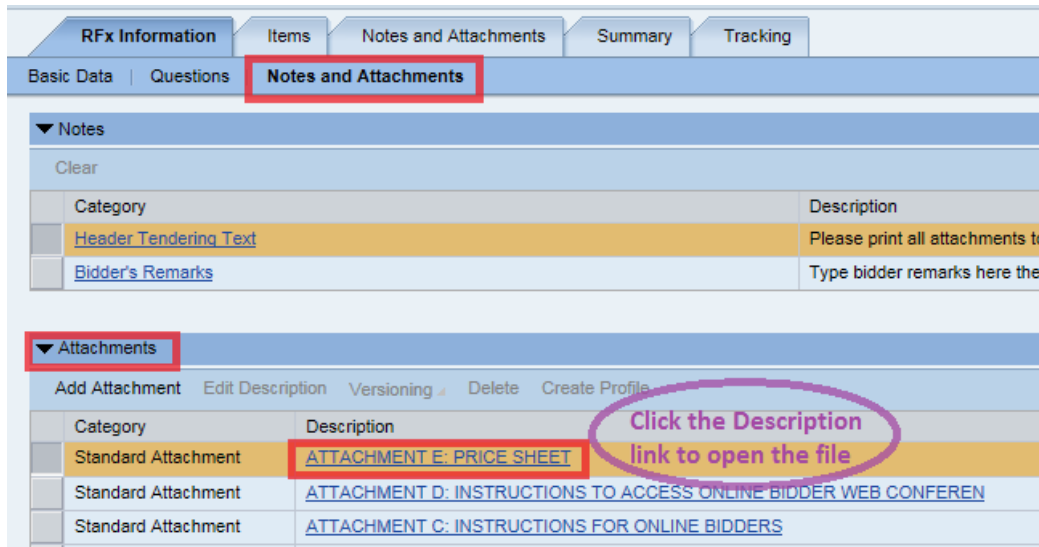 RFx Information Items Notes and Attachments Summary Tracking
Basic Data | Questions Notes and Attachments
Notes
Clear
Category Description
Header Tendering Text Please print all attachments to
Bidder's Remarks Type bidder remarks here the
Attachments
Add Attachment Edit Description Versioning Delete Create Profile
Category Description
Click the Description
link to open the file
Standard Attachment ATTACHMENT E: PRICE SHEET
Standard Attachment ATTACHMENT D: INSTRUCTIONS TO ACCESS ONLINE BIDDER WEB CONFEREN
Standard Attachment ATTACHMENT C: INSTRUCTIONS FOR ONLINE BIDDERS